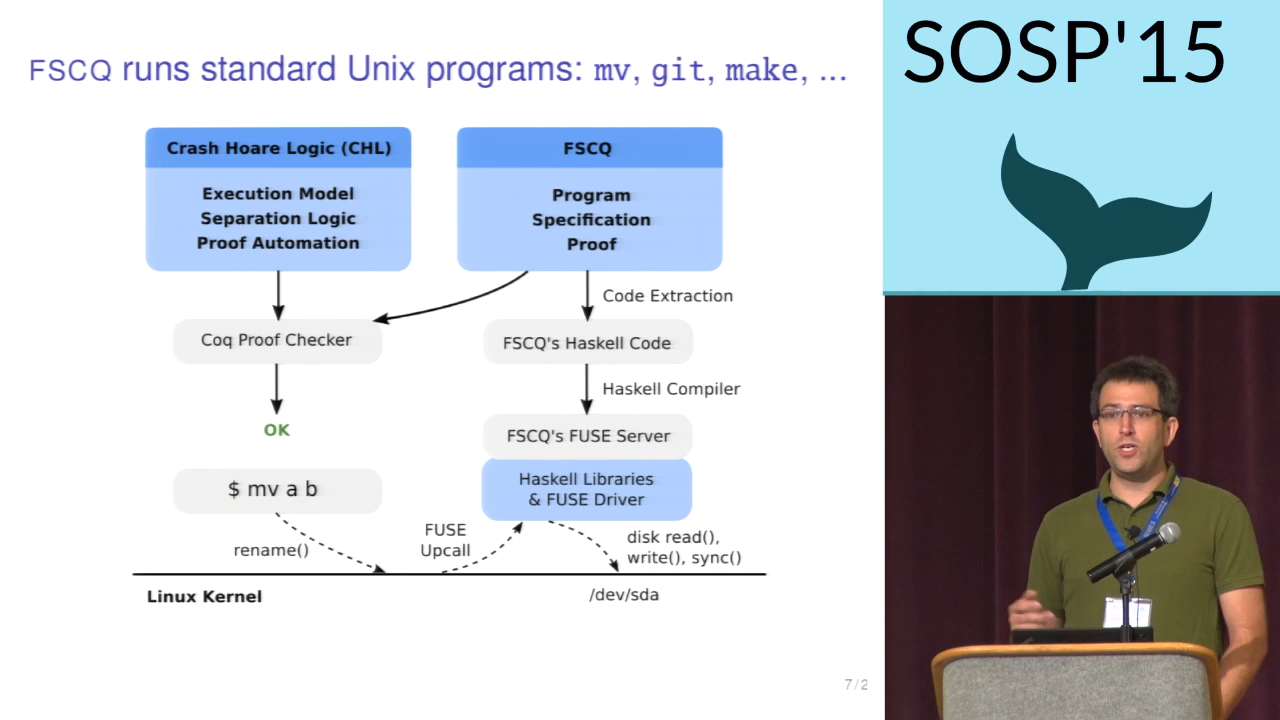 FSCQ runs standard Unix programs: mv, git, make, ...
SOSP'15
Crash Hoare Logic (CHL)
Execution Model
Separation Logic
Proof Automation
FSCQ
Program
Specification
Proof
Code Extraction
Coq Proof Checker
FSCQ's Haskell Code
Haskell Compiler
OK
FSCQ's FUSE Server
Haskell Libraries
& FUSE Driver
$ mv a b
rename()
FUSE
Upcall
disk read(),
write(), sync()
Linux Kernel
/dev/sda
7 / 2